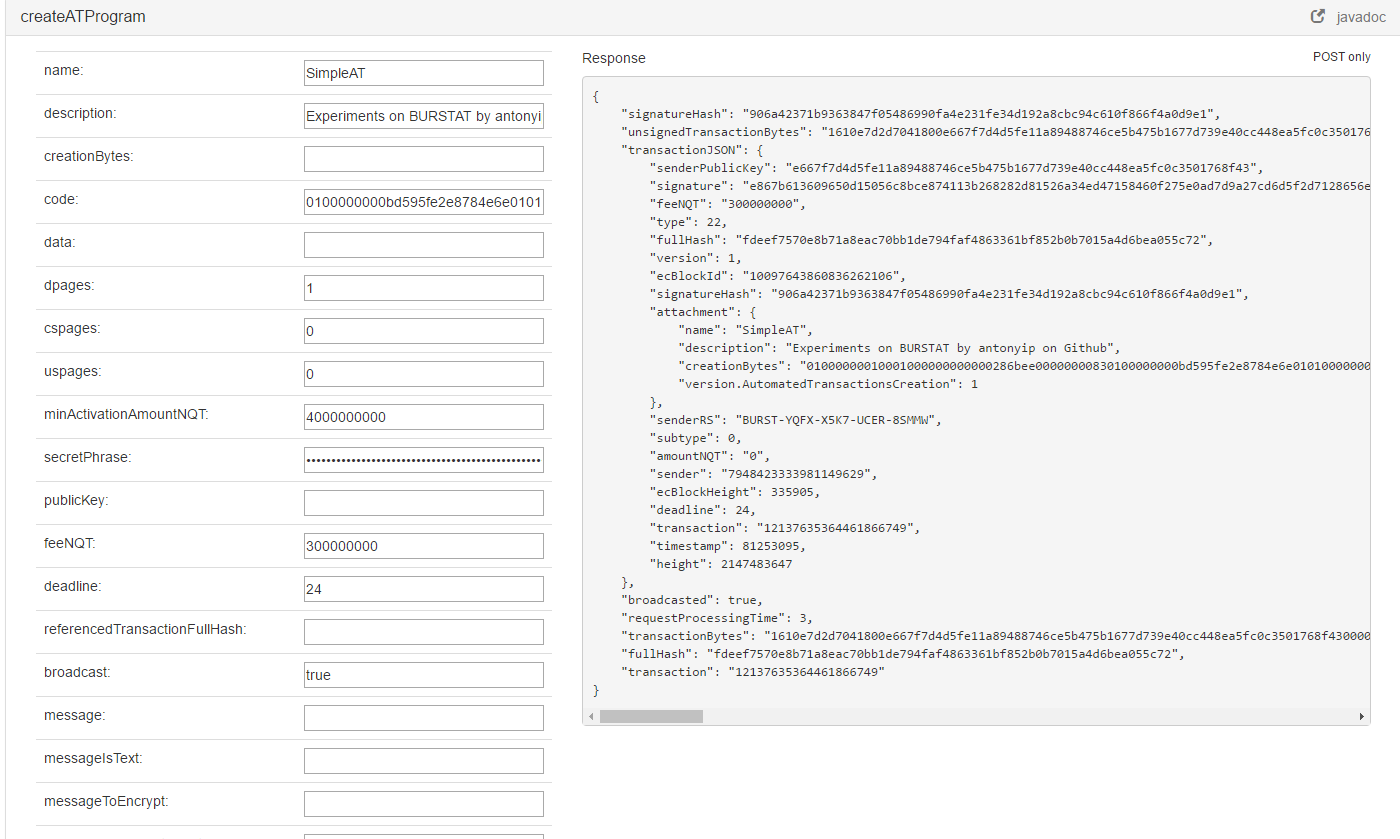 createATProgram
javadoc
name: SimpleAT
description: Experiments on BURSTAT by antonyi
creationBytes:
code: 0100000000bd595fe2e8784e6e0101
data:
dpages: 1
cspages: 0
uspages: 0
minActivationAmountNQT: 4000000000
secretPhrase: ••••••••••••••••••••••••••••••••••••••••••••••••
publicKey:
feeNQT: 300000000
deadline: 24
referencedTransactionFullHash:
broadcast: true
message:
messageIsText:
messageToEncrypt:
Response
POST only
{
"signatureHash": "906a42371b9363847f05486990fa4e231fe34d192a8cbc94c610f866f4a0d9e1",
"unsignedTransactionBytes": "1610e7d2d7041800e667f7d4d5fe11a89488746ce5b475b1677d739e40cc448ea5fc0c350176
"transactionJSON": {
"senderPublicKey": "e667f7d4d5fe11a89488746ce5b475b1677d739e40cc448ea5fc0c3501768f43",
"signature": "e867b613609650d15056c8bce874113b268282d81526a34ed47158460f275e0ad7d9a27cd6d5f2d7128656e
"feeNQT": "300000000",
"type": 22,
"fullHash": "fdeef7570e8b71a8eac70bb1de794faf4863361bf852b0b7015a4d6bea055c72",
"version": 1,
"ecBlockId": "10097643860836262106",
"signatureHash": "906a42371b9363847f05486990fa4e231fe34d192a8cbc94c610f866f4a0d9e1",
"attachment": {
"name": "SimpleAT",
"description": "Experiments on BURSTAT by antonyip on Github",
"creationBytes": "01000000010001000000000000286bee00000000830100000000bd595fe2e8784e6e01010000000
"version.AutomatedTransactionsCreation": 1
},
"senderRS": "BURST-YQFX-X5K7-UCER-8SMMW",
"subtype": 0,
"amountNQT": "0",
"sender": "7948423333981149629",
"ecBlockHeight": 335905,
"deadline": 24,
"transaction": "12137635364461866749",
"timestamp": 81253095,
"height": 2147483647
},
"broadcasted": true,
"requestProcessingTime": 3,
"transactionBytes": "1610e7d2d7041800e667f7d4d5fe11a89488746ce5b475b1677d739e40cc448ea5fc0c3501768f430000
"fullHash": "fdeef7570e8b71a8eac70bb1de794faf4863361bf852b0b7015a4d6bea055c72",
"transaction": "12137635364461866749"
}